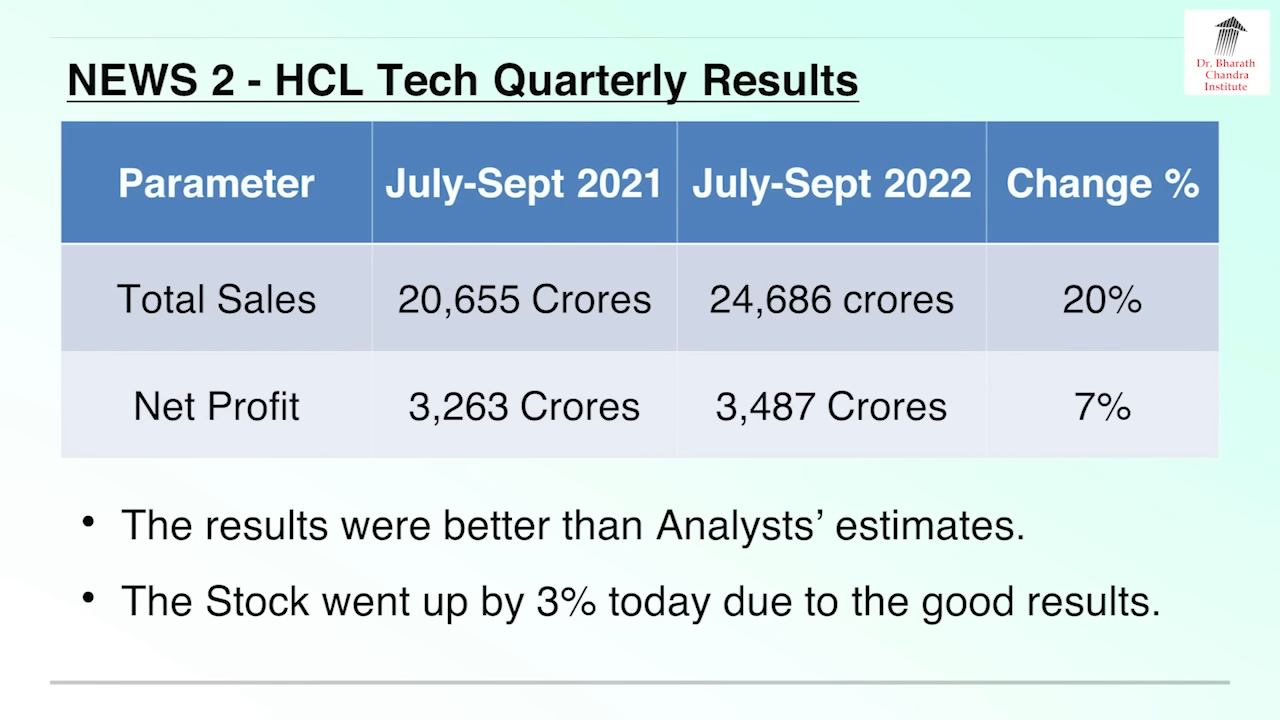 Dr. Bharath
Chandra
Institute
NEWS 2 - HCL Tech Quarterly Results
Parameter July-Sept 2021 July-Sept 2022 Change %
Total Sales 20,655 Crores 24,686 crores 20%
Net Profit 3,263 Crores 3,487 Crores 7%
• The results were better than Analysts’ estimates.
• The Stock went up by 3% today due to the good results.